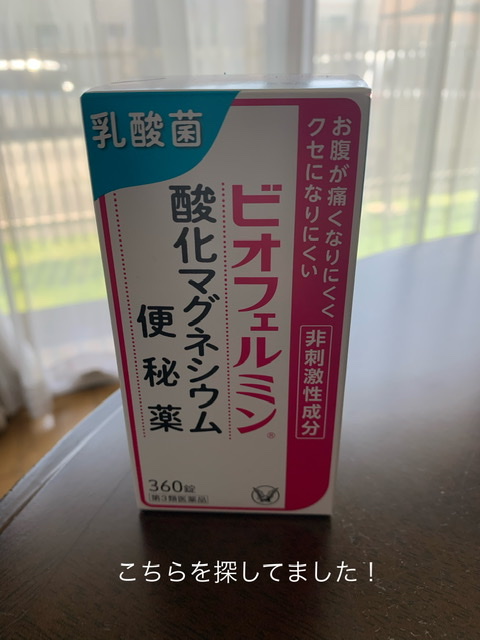 乳酸菌
お腹が痛くなりにくく
クセになりにくい
非刺激性成分
ビオフェルミン®
酸化マグネシウム
便秘薬
360錠
第3類医薬品
こちらを探してました！